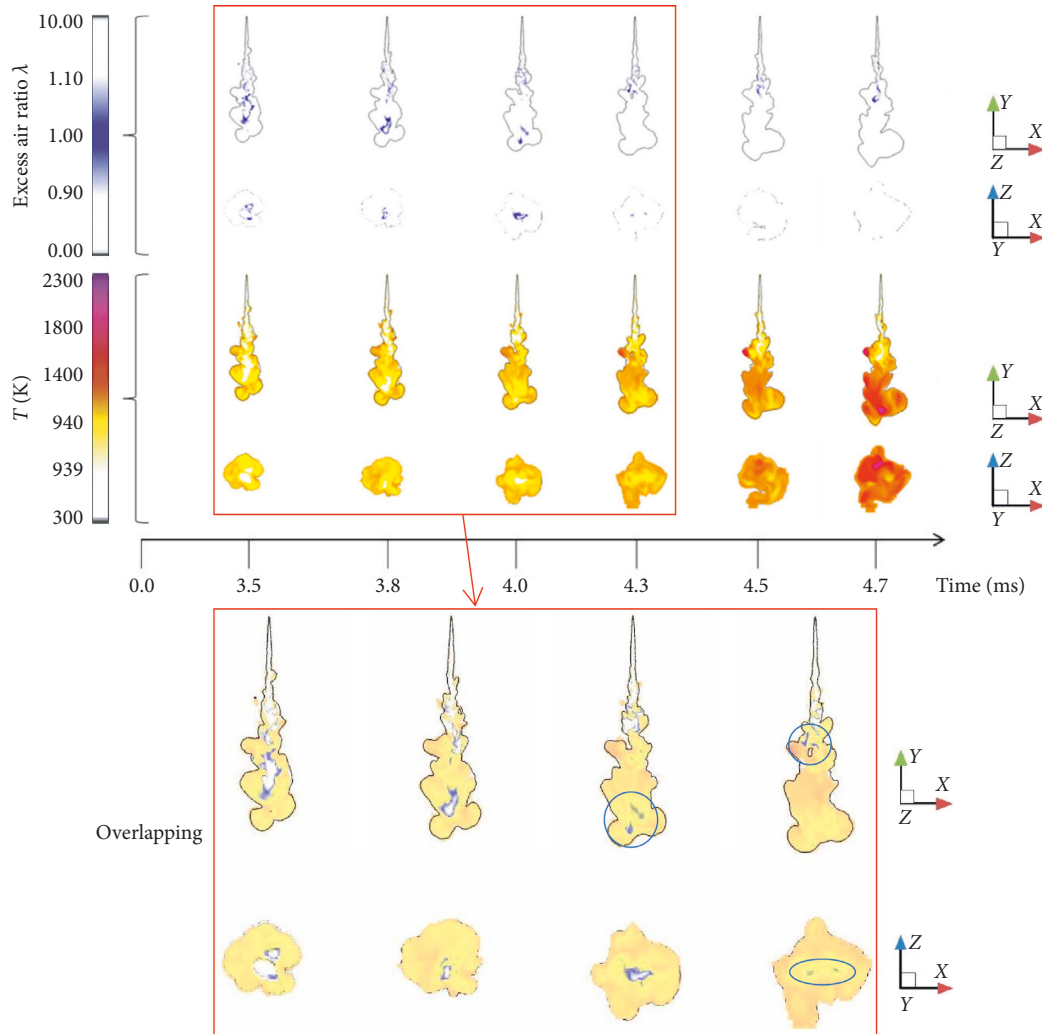 10.00
1.10
1.00
0.90
0.00
Excess air ratio λ
Y
X
Z
Z
X
Y
2300
1800
1400
940
939
300
T (K)
Y
X
Z
Z
X
Y
0.0 3.5 3.8 4.0 4.3 4.5 4.7 Time (ms)
Overlapping
Y
X
Z
Z
X
Y